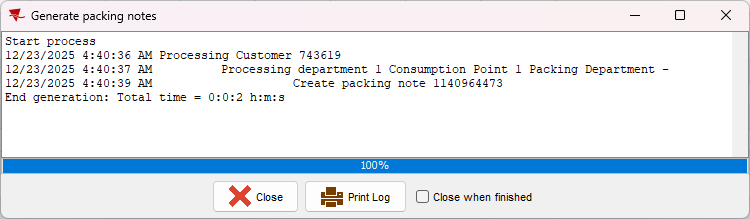 Generate packing notes
Start process
12/23/2025 4:40:36 AM Processing Customer 743619
12/23/2025 4:40:37 AM Processing department 1 Consumption Point 1 Packing Department -
12/23/2025 4:40:39 AM Create packing note 1140964473
End generation: Total time = 0:0:2 h:m:s
100%
Close Print Log Close when finished